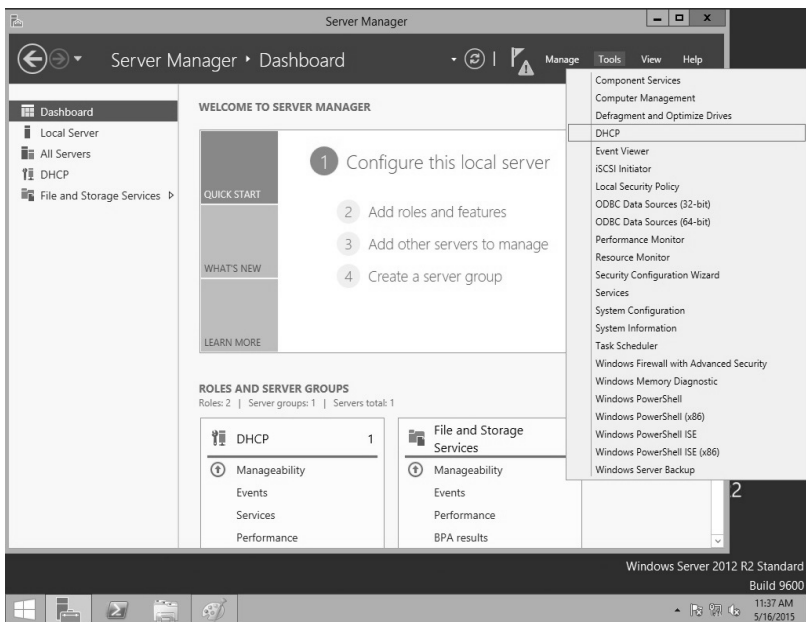 Server Manager
Server Manager • Dashboard
Manage Tools View Help
Dashboard
Local Server
All Servers
DHCP
File and Storage Services
WELCOME TO SERVER MANAGER
QUICK START
WHAT'S NEW
LEARN MORE
1 Configure this local server
2 Add roles and features
3 Add other servers to manage
4 Create a server group
ROLES AND SERVER GROUPS
Roles: 2 | Server groups: 1 | Servers total: 1
DHCP 1
Manageability
Events
Services
Performance
File and Storage
Services
Manageability
Events
Performance
BPA results
Component Services
Computer Management
Defragment and Optimize Drives
DHCP
Event Viewer
iSCSI Initiator
Local Security Policy
ODBC Data Sources (32-bit)
ODBC Data Sources (64-bit)
Performance Monitor
Resource Monitor
Security Configuration Wizard
Services
System Configuration
System Information
Task Scheduler
Windows Firewall with Advanced Security
Windows Memory Diagnostic
Windows PowerShell
Windows PowerShell (x86)
Windows PowerShell ISE
Windows PowerShell ISE (x86)
Windows Server Backup
2
Windows Server 2012 R2 Standard
Build 9600
11:37 AM
5/16/2015